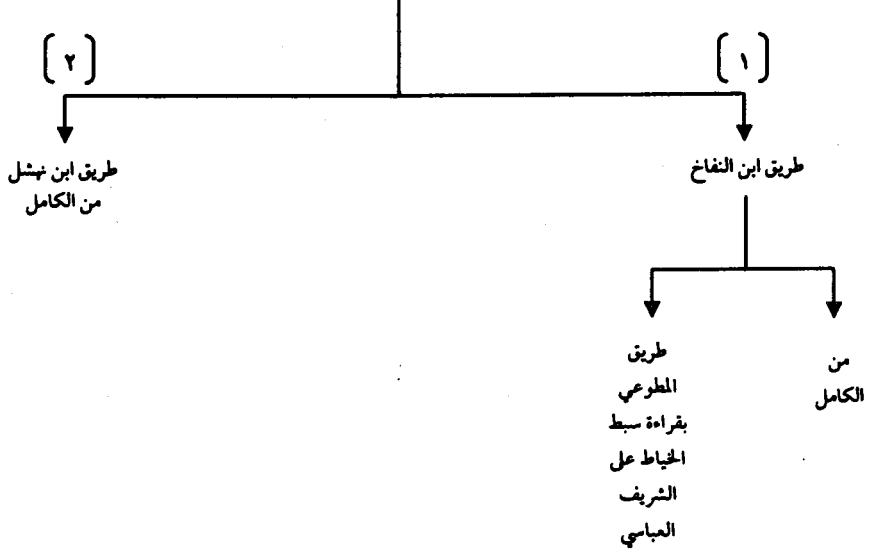 [ ١ ]
[ ٢ ]
طريق ابن النفاخ
طريق ابن نهشل
من الكامل
من
الكامل
طريق
المطوعي
بقراءة سبط
الخياط على
الشريف
العباسي